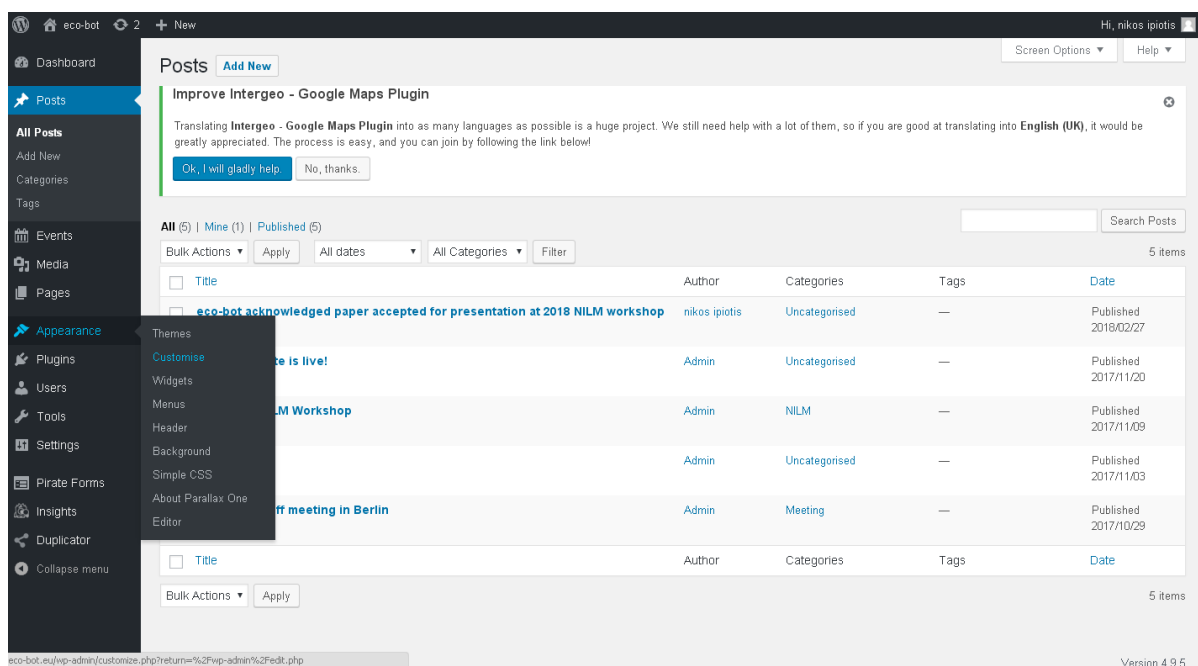 eco-bot 2 New Hi, nikos ipiotis
Dashboard
Posts
All Posts
Add New
Categories
Tags
Events
Media
Pages
Appearance
Plugins
Users
Tools
Settings
Pirate Forms
Insights
Duplicator
Collapse menu
Themes
Customise
Widgets
Menus
Header
Background
Simple CSS
About Parallax One
Editor
Screen Options ▼ Help ▼
Posts Add New
Improve Intergeo - Google Maps Plugin
Translating Intergeo - Google Maps Plugin into as many languages as possible is a huge project. We still need help with a lot of them, so if you are good at translating into English (UK), it would be
greatly appreciated. The process is easy, and you can join by following the link below!
Ok, I will gladly help. No, thanks.
All (5) | Mine (1) | Published (5) Search Posts
Bulk Actions ▼ Apply All dates ▼ All Categories ▼ Filter 5 items
Title Author Categories Tags Date
eco-bot acknowledged paper accepted for presentation at 2018 NILM workshop nikos ipiotis Uncategorised — Published
2018/02/27
te is live! Admin Uncategorised — Published
2017/11/20
LM Workshop Admin NILM — Published
2017/11/09
Admin Uncategorised — Published
2017/11/03
ff meeting in Berlin Admin Meeting — Published
2017/10/29
Title Author Categories Tags Date
Bulk Actions ▼ Apply 5 items
eco-bot.eu/wp-admin/customize.php?return=%2Fwp-admin%2Fedit.php Version 4.9.5